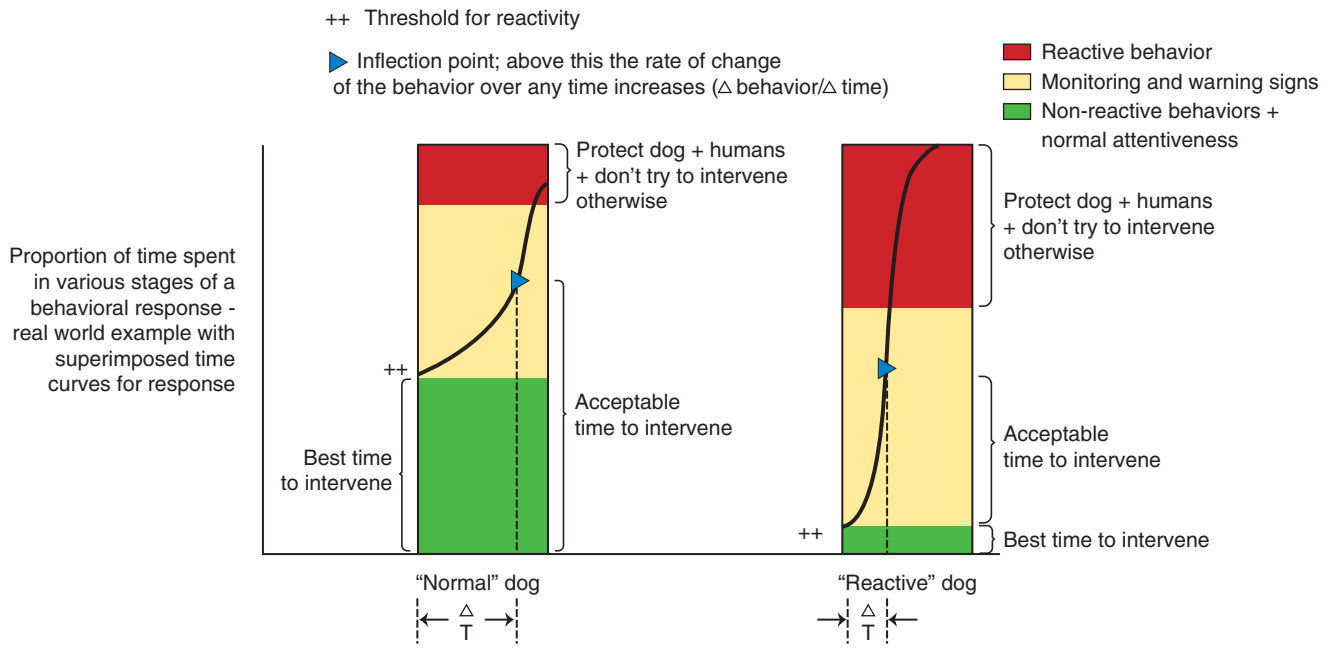 ++ Threshold for reactivity
Inflection point; above this the rate of change
of the behavior over any time increases (△ behavior/△ time)
Reactive behavior
Monitoring and warning signs
Non-reactive behaviors +
normal attentiveness
Proportion of time spent
in various stages of a
behavioral response -
real world example with
superimposed time
curves for response
Protect dog + humans
+ don't try to intervene
otherwise
++
Best time
to intervene
Acceptable
time to intervene
Protect dog + humans
+ don't try to intervene
otherwise
Acceptable
time to intervene
++
Best time to intervene
“Normal” dog
△
T
“Reactive” dog
△
T